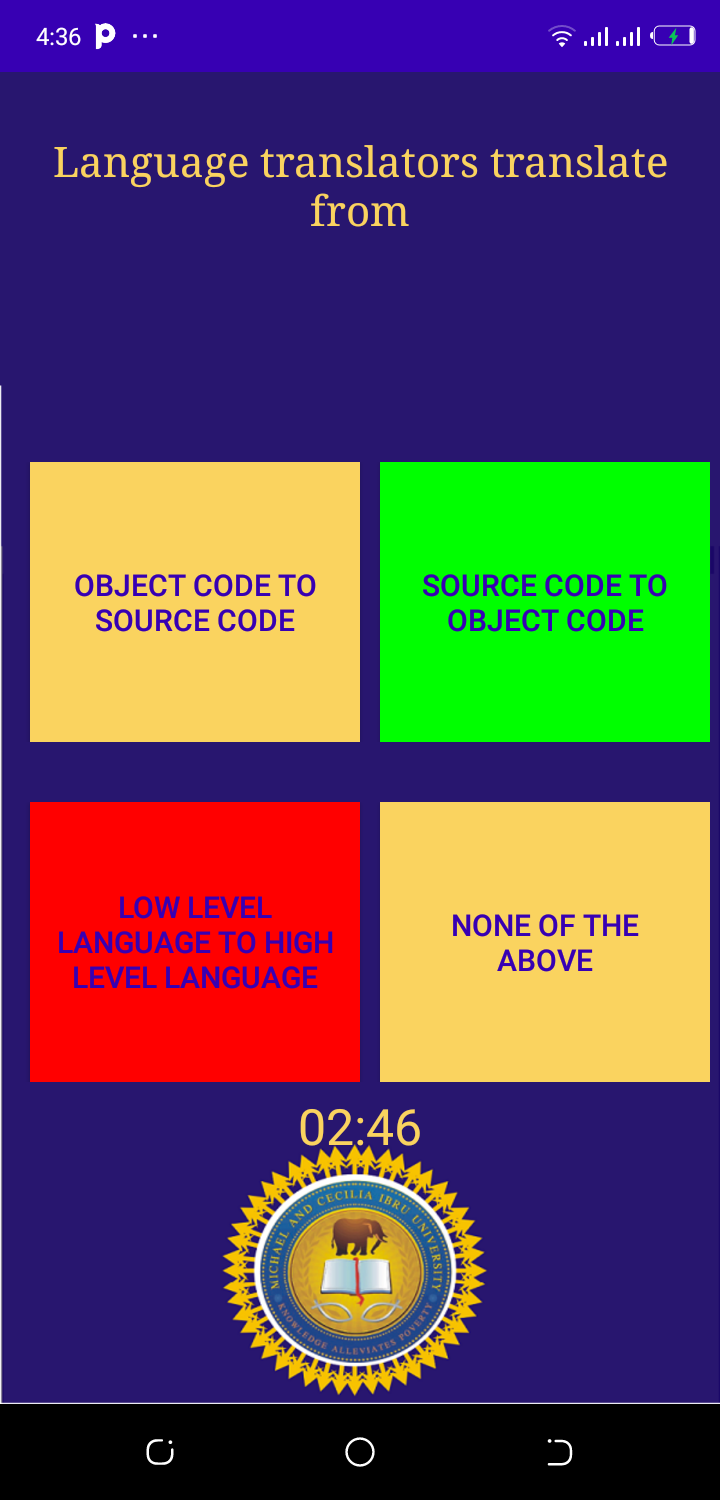 4:36
Language translators translate
from
OBJECT CODE TO
SOURCE CODE
SOURCE CODE TO
OBJECT CODE
LOW LEVEL
LANGUAGE TO HIGH
LEVEL LANGUAGE
NONE OF THE
ABOVE
02:46
MICHAEL AND CECILIA IBRU UNIVERSITY
KNOWLEDGE ALLEVIATES POVERTY